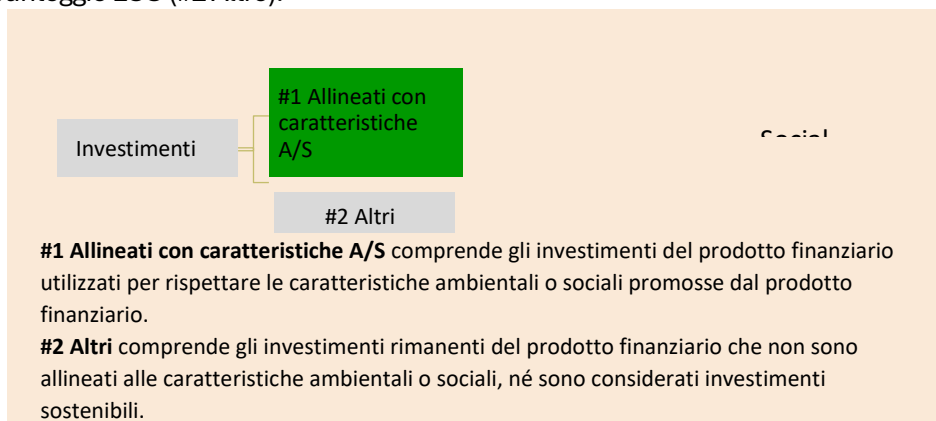 #1 Allineati con
caratteristiche
A/S
Investimenti
#2 Altri
#1 Allineati con caratteristiche A/S comprende gli investimenti del prodotto finanziario
utilizzati per rispettare le caratteristiche ambientali o sociali promosse dal prodotto
finanziario.
#2 Altri comprende gli investimenti rimanenti del prodotto finanziario che non sono
allineati alle caratteristiche ambientali o sociali, né sono considerati investimenti
sostenibili.